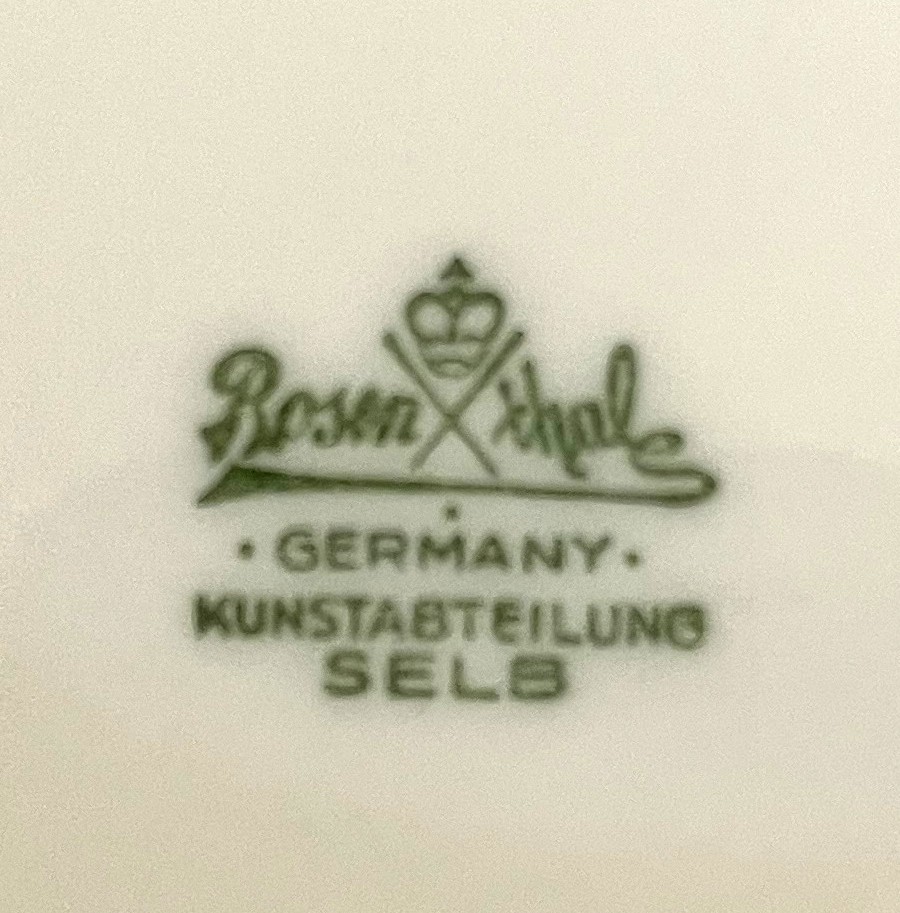 Rosenthal
· GERMANY ·
KUNSTABTEILUNG
SELB